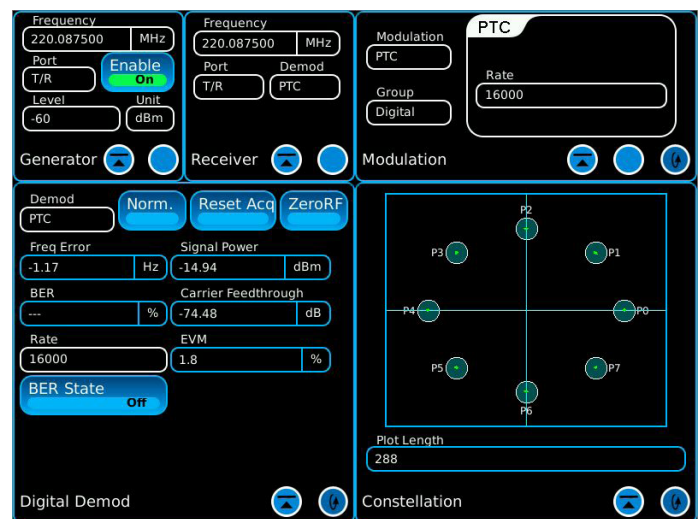 Frequency
220.087500 MHz
Port
T/R
Enable
On
Level Unit
-60 dBm
Generator
Frequency
220.087500 MHz
Port Demod
T/R PTC
Receiver
Modulation
PTC
Group
Digital
PTC
Rate
16000
Modulation
Demod
PTC
Norm. Reset Acq ZeroRF
Freq Error Signal Power
-1.17 Hz -14.94 dBm
BER Carrier Feedthrough
--- % -74.48 dB
Rate EVM
16000 1.8 %
BER State
Off
Digital Demod
P2
P3 P1
P4 P0
P5 P7
P6
Plot Length
288
Constellation